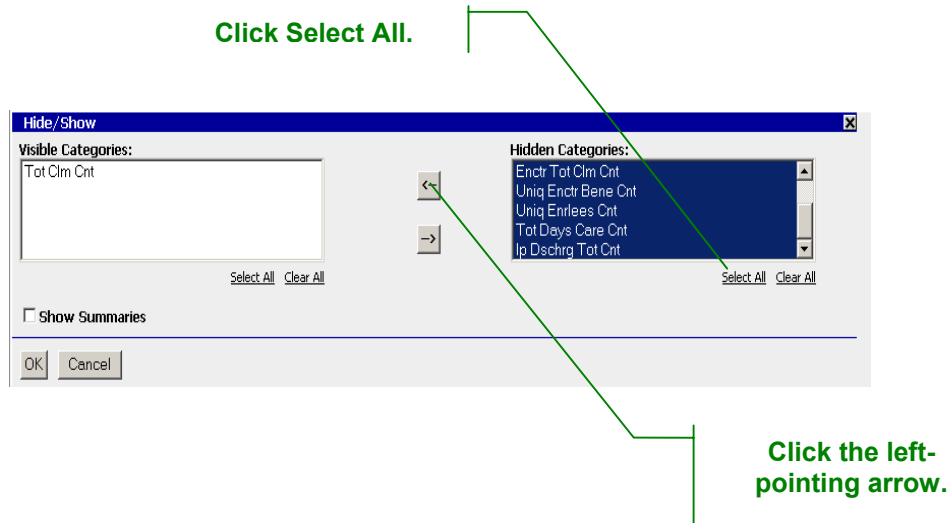 Click Select All.
Hide/Show
Visible Categories:
Tot Clm Cnt
Select All Clear All
<-
->
Hidden Categories:
Enctr Tot Clm Cnt
Uniq Enctr Bene Cnt
Uniq Enrlees Cnt
Tot Days Care Cnt
Ip Dschrg Tot Cnt
Select All Clear All
Show Summaries
OK Cancel
Click the left-
pointing arrow.